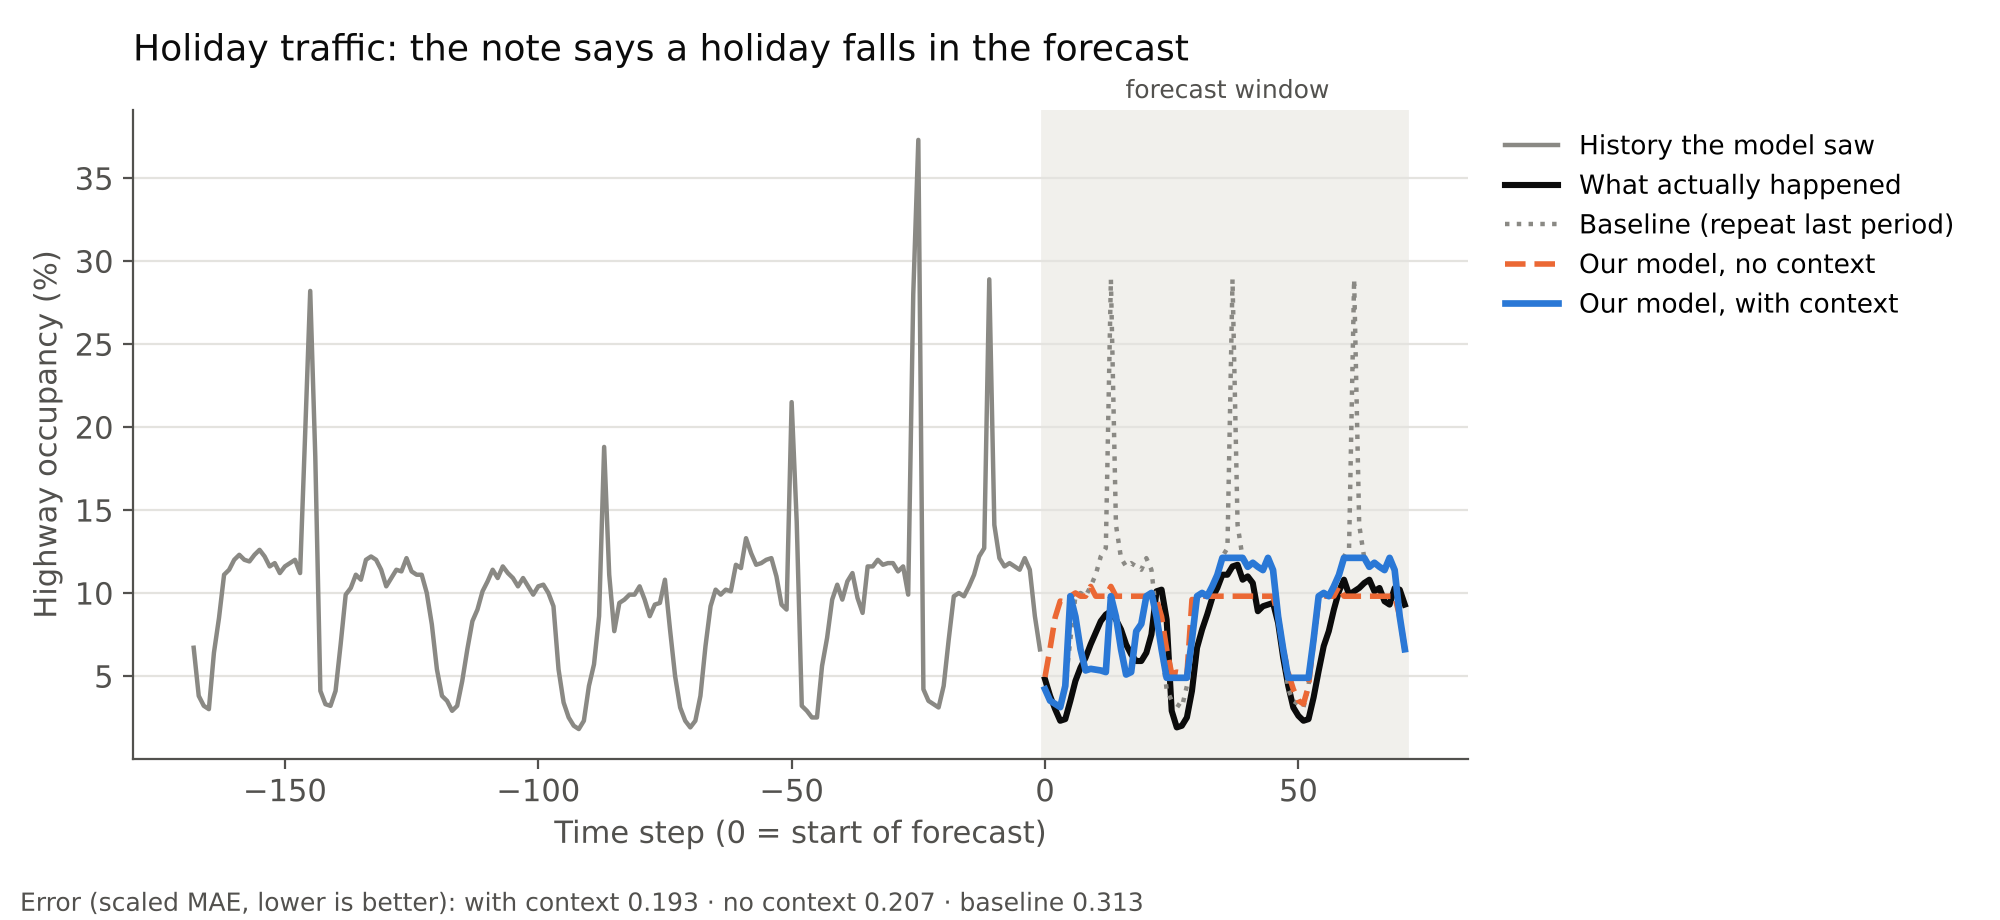 Holiday traffic: the note says a holiday falls in the forecast
forecast window
Highway occupancy (%)
35
30
25
20
15
10
5
−150
−100
−50
0
50
Time step (0 = start of forecast)
History the model saw
What actually happened
Baseline (repeat last period)
Our model, no context
Our model, with context
Error (scaled MAE, lower is better): with context 0.193 · no context 0.207 · baseline 0.313